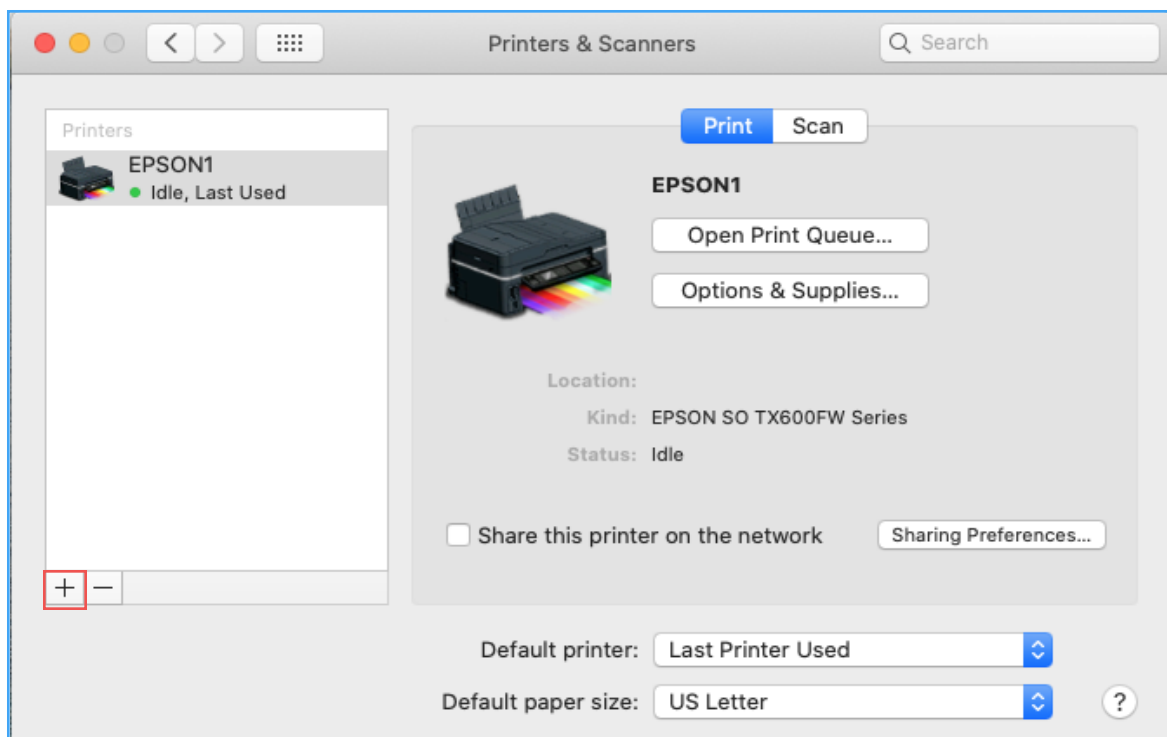 Printers & Scanners
Search
Printers
EPSON1
Idle, Last Used
Print
Scan
EPSON1
Open Print Queue...
Options & Supplies...
Location:
Kind: EPSON SO TX600FW Series
Status: Idle
Share this printer on the network
Sharing Preferences...
+ −
Default printer: Last Printer Used
Default paper size: US Letter
?